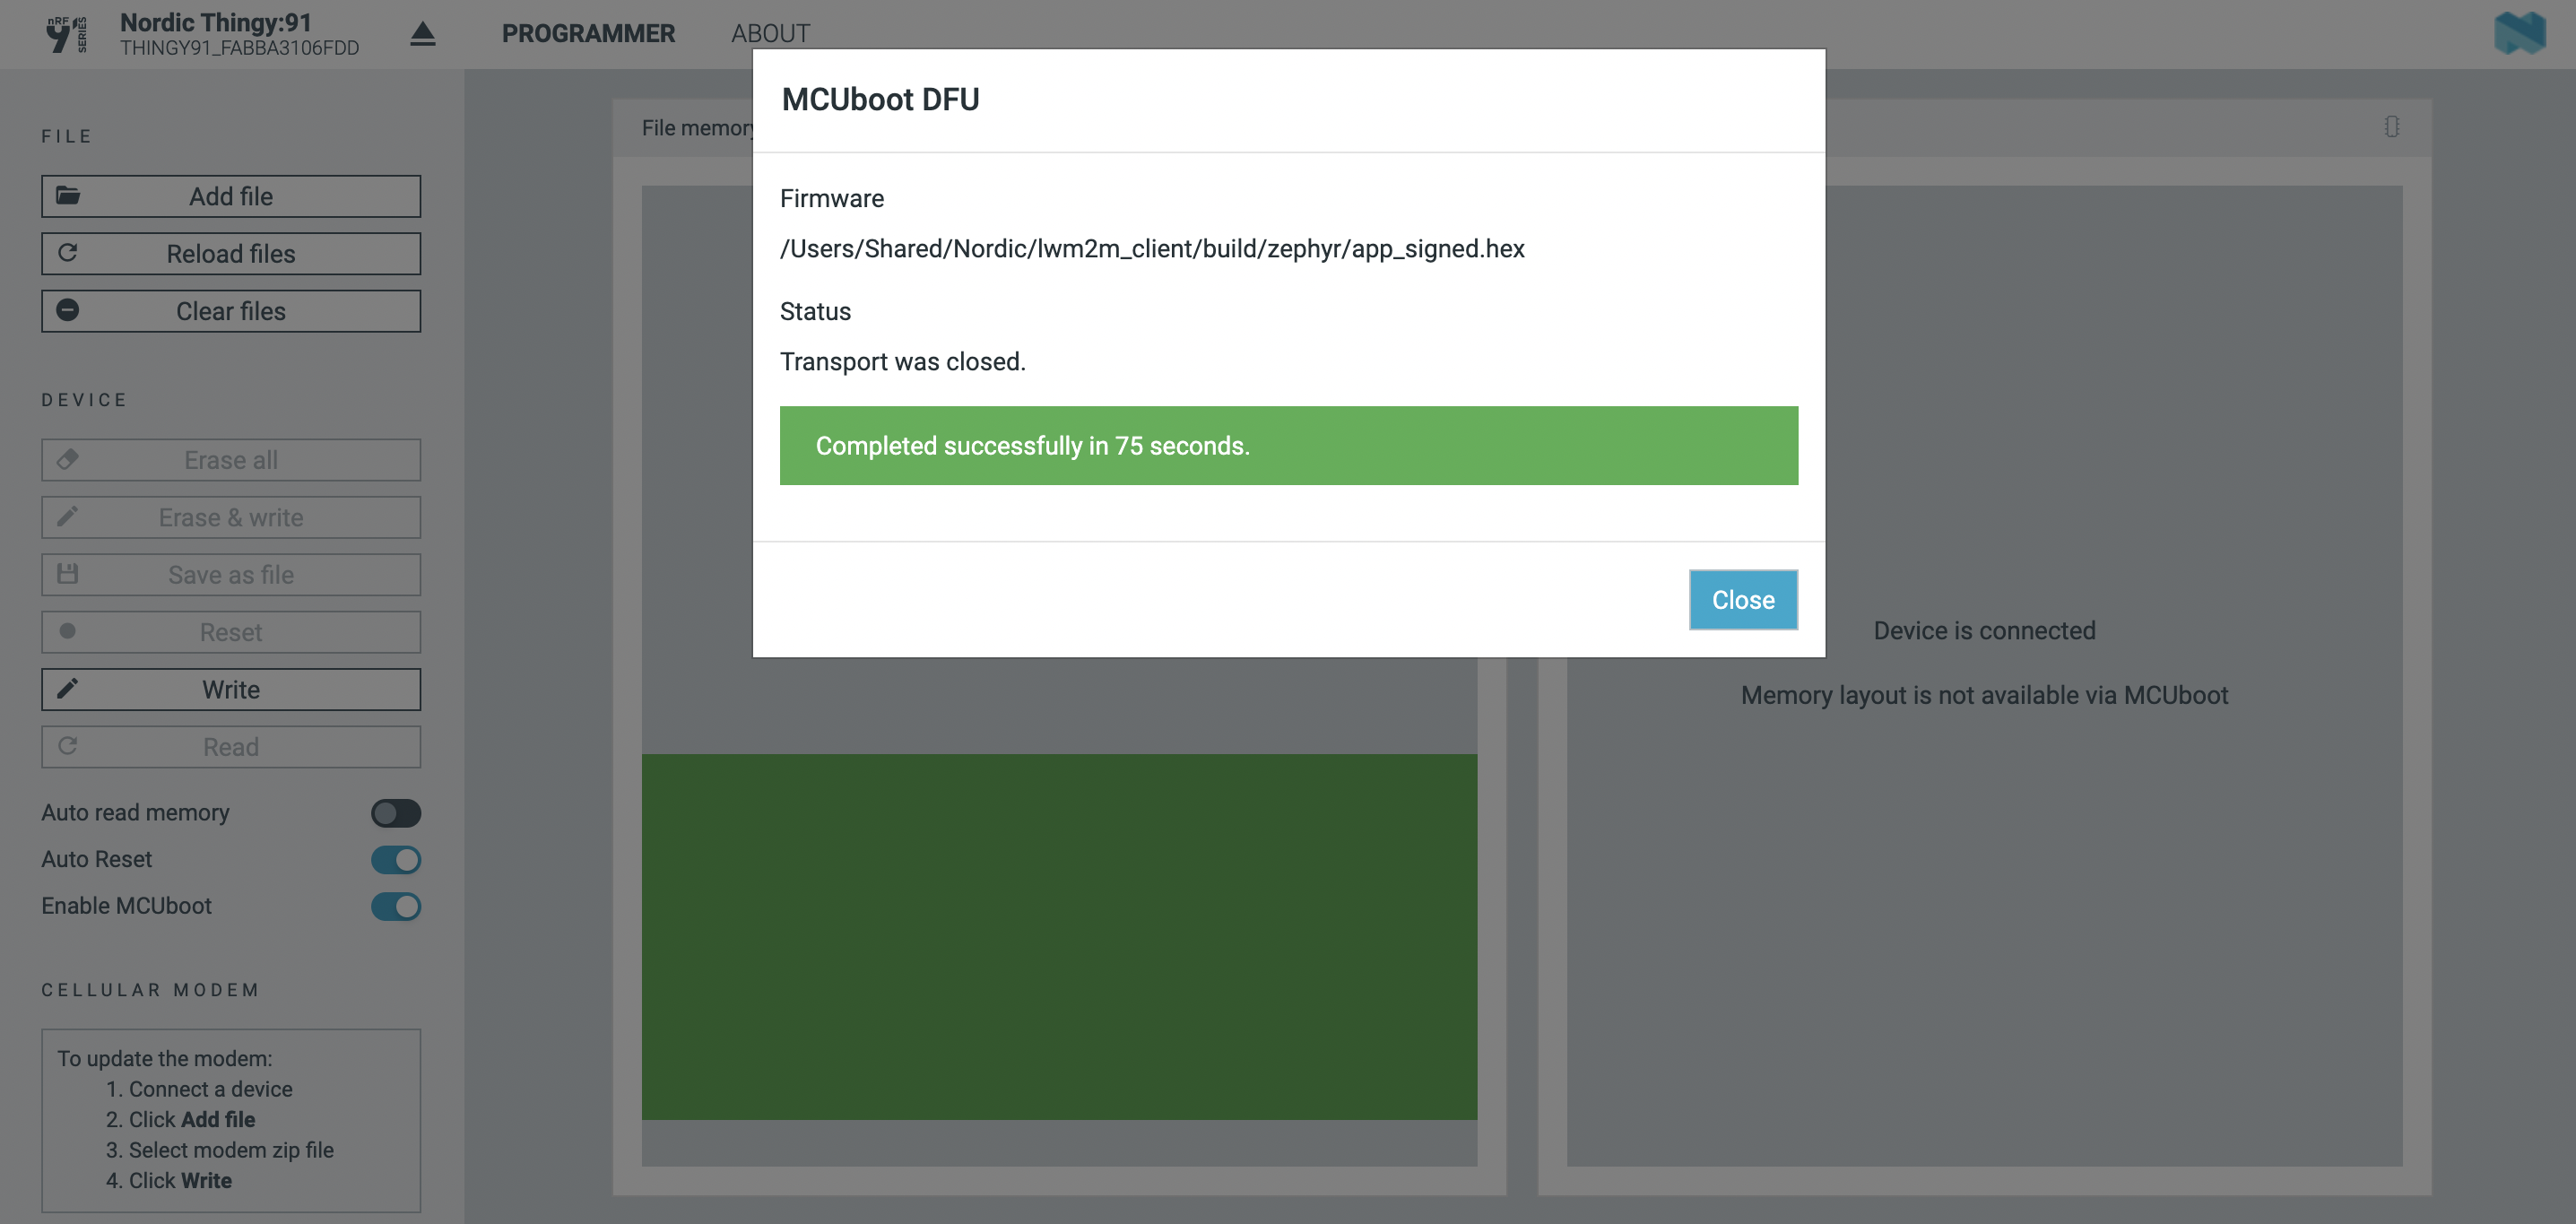 nRF
9
SERIES
Nordic Thingy:91
THINGY91_FABBA3106FDD
PROGRAMMER
ABOUT
FILE
Add file
Reload files
Clear files
DEVICE
Erase all
Erase & write
Save as file
Reset
Write
Read
Auto read memory
Auto Reset
Enable MCUboot
CELLULAR MODEM
To update the modem:
1. Connect a device
2. Click Add file
3. Select modem zip file
4. Click Write
File memory
MCUboot DFU
Firmware
/Users/Shared/Nordic/lwm2m_client/build/zephyr/app_signed.hex
Status
Transport was closed.
Completed successfully in 75 seconds.
Close
Device is connected
Memory layout is not available via MCUboot